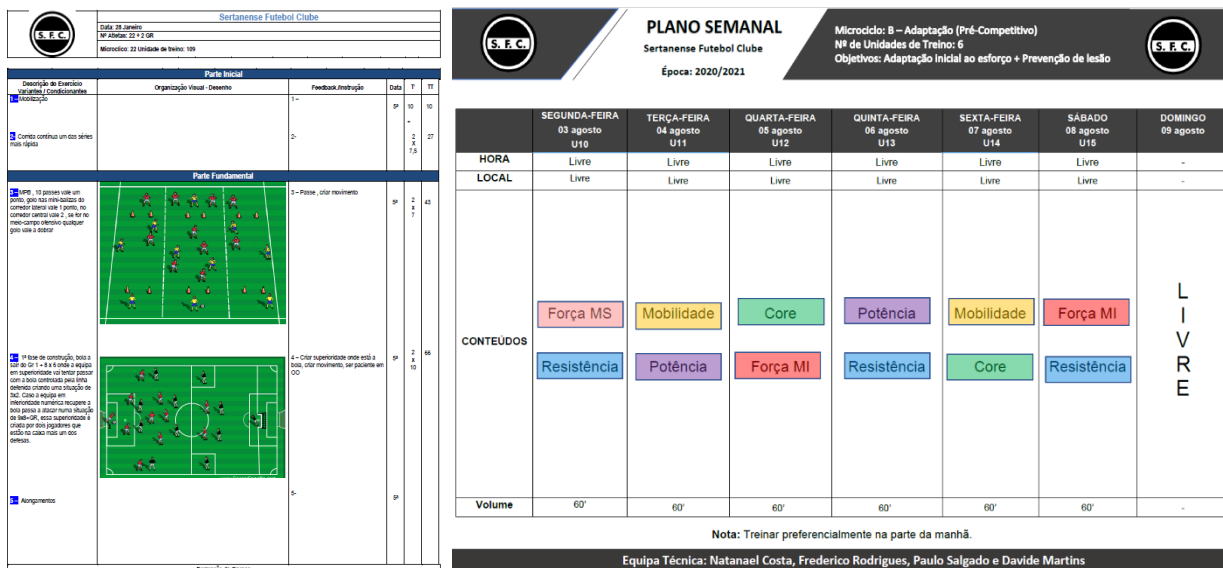 S. F. C.
Sertanense Futebol Clube
Data: 28 Janeiro
Nº Atletas: 22 + 2 GR
Microciclo: 22 Unidade de treino: 109
Parte Inicial
Descrição do Exercício
Variantes / Condicionantes
Organização Visual - Desenho
Feedback./Instrução
Data
T'
TT
1 – Mobilização
1 –
5ª
10
10
2- Corrida contínua um das séries
mais rápida
2-
2
X
7,5
27
Parte Fundamental
3 – MPB , 10 passes vale um
ponto, golo nas mini-balizas do
corredor lateral vale 1 ponto, no
corredor central vale 2 , se for no
meio-campo ofensivo qualquer
golo vale a dobrar
3 – Passe , criar movimento
5ª
2
x
7
43
4 – 1ª fase de construção, bola a
sair do Gr 1 + 8 x 6 onde a equipa
em superioridade vai tentar passar
com a bola controlada pela linha
defendida criando uma situação de
3x2. Caso a equipa em
inferioridade numérica recupere a
bola passa a atacar numa situação
de 9x8+GR, essa superioridade é
criada por dois jogadores que
estão na caixa mais um dos
defesas.
4 – Criar superioridade onde está a
bola, criar movimento, ser paciente em
OO
5ª
2
x
10
66
5 – Alongamentos
5-
5ª
S. F. C.
PLANO SEMANAL
Sertanense Futebol Clube
Época: 2020/2021
Microciclo: B – Adaptação (Pré-Competitivo)
Nº de Unidades de Treino: 6
Objetivos: Adaptação Inicial ao esforço + Prevenção de lesão
S. F. C.
SEGUNDA-FEIRA
03 agosto
U10
TERÇA-FEIRA
04 agosto
U11
QUARTA-FEIRA
05 agosto
U12
QUINTA-FEIRA
06 agosto
U13
SEXTA-FEIRA
07 agosto
U14
SÁBADO
08 agosto
U15
DOMINGO
09 agosto
HORA Livre Livre Livre Livre Livre Livre -
LOCAL Livre Livre Livre Livre Livre Livre -
CONTEÚDOS
Força MS Mobilidade Core Potência Mobilidade Força MI
Resistência Potência Força MI Resistência Core Resistência
L
I
V
R
E
Volume 60' 60' 60' 60' 60' 60' -
Nota: Treinar preferencialmente na parte da manhã.
Equipa Técnica: Natanael Costa, Frederico Rodrigues, Paulo Salgado e Davide Martins